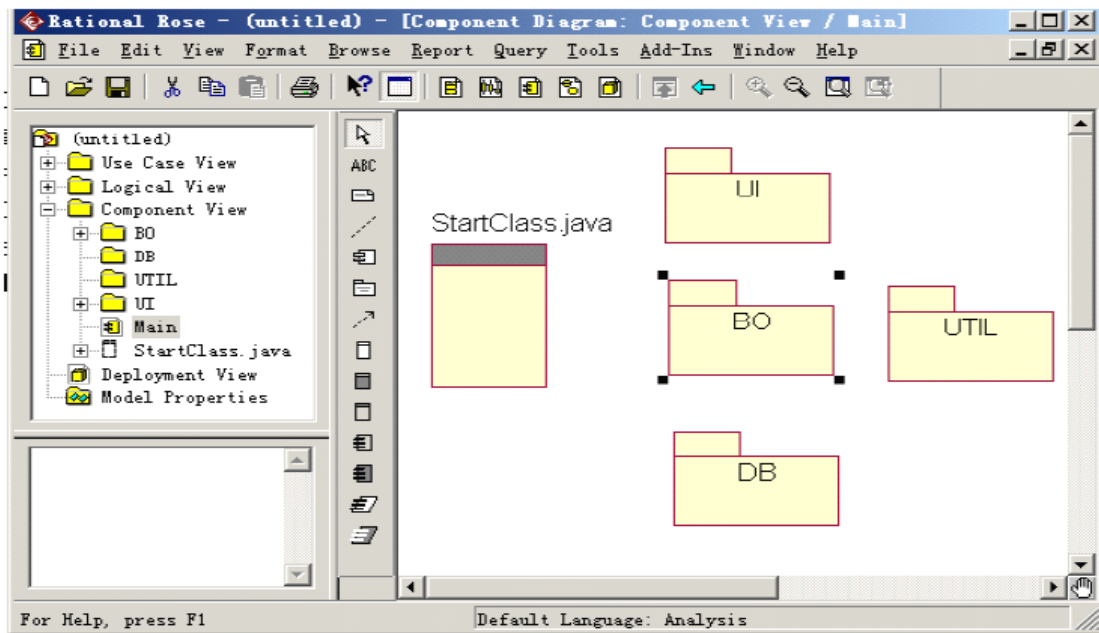 Rational Rose - (untitled) - [Component Diagram: Component View / Main]
File Edit View Format Browse Report Query Tools Add-Ins Window Help
(untitled)
Use Case View
Logical View
Component View
BO
DB
UTIL
UI
Main
StartClass.java
Deployment View
Model Properties
ABC
StartClass.java
UI
BO
UTIL
DB
For Help, press F1
Default Language: Analysis